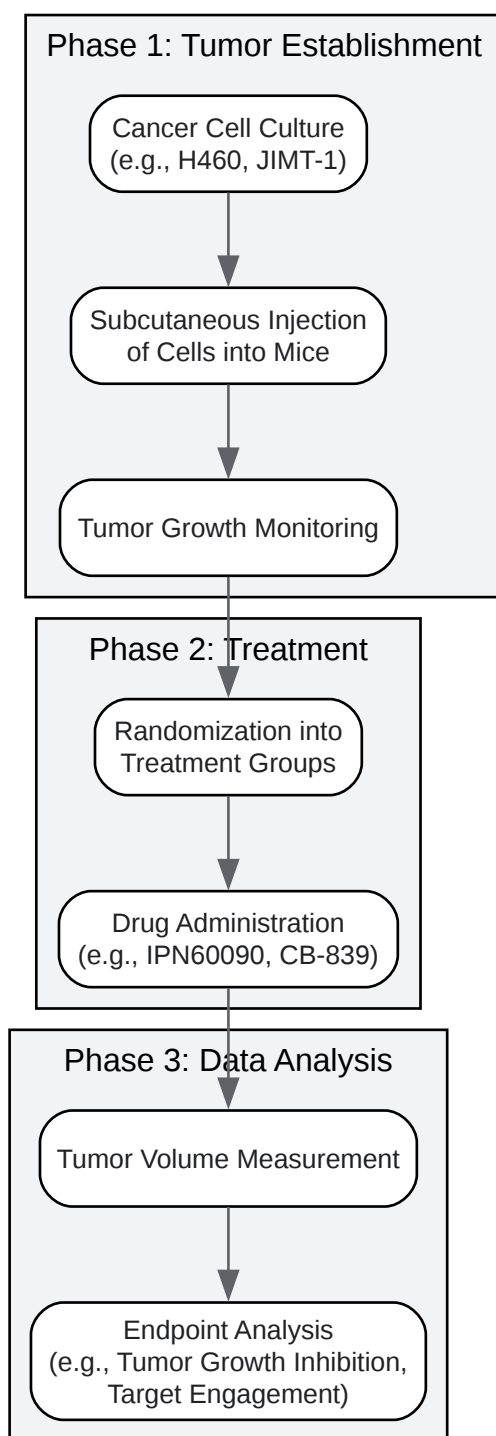 Phase 1: Tumor Establishment
Cancer Cell Culture
(e.g., H460, JIMT-1)
Subcutaneous Injection
of Cells into Mice
Tumor Growth Monitoring
Phase 2: Treatment
Randomization into
Treatment Groups
Drug Administration
(e.g., IPN60090, CB-839)
Phase 3: Data Analysis
Tumor Volume Measurement
Endpoint Analysis
(e.g., Tumor Growth Inhibition,
Target Engagement)